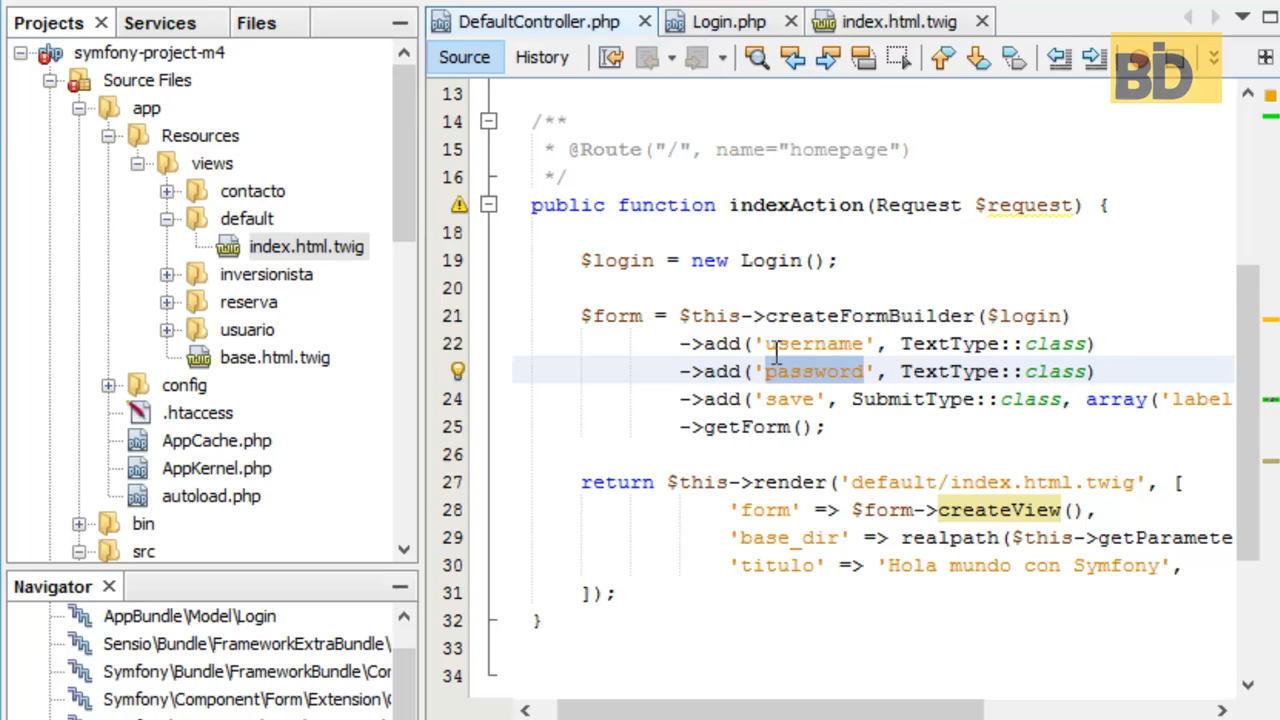 Projects
Services
Files
DefaultController.php
Login.php
index.html.twig
Source
History
BID
symfony-project-m4
Source Files
app
Resources
views
contacto
default
index.html.twig
inversionista
reserva
usuario
base.html.twig
config
.htaccess
AppCache.php
AppKernel.php
autoload.php
bin
src
Navigator
AppBundle\Model\Login
Sensio\Bundle\FrameworkExtraBundle\
Symfony\Bundle\FrameworkBundle\Cor
Symfony\Component\Form\Extension\C
13
14 /**
15 * @Route("/", name="homepage")
16 */
public function indexAction(Request $request) {
18
19 $login = new Login();
20
21 $form = $this->createFormBuilder($login)
22 ->add('username', TextType::class)
->add('password', TextType::class)
24 ->add('save', SubmitType::class, array('label
25 ->getForm();
26
27 return $this->render('default/index.html.twig', [
28 'form' => $form->createView(),
29 'base_dir' => realpath($this->getParamete
30 'titulo' => 'Hola mundo con Symfony',
31 ]);
32 }
33
34